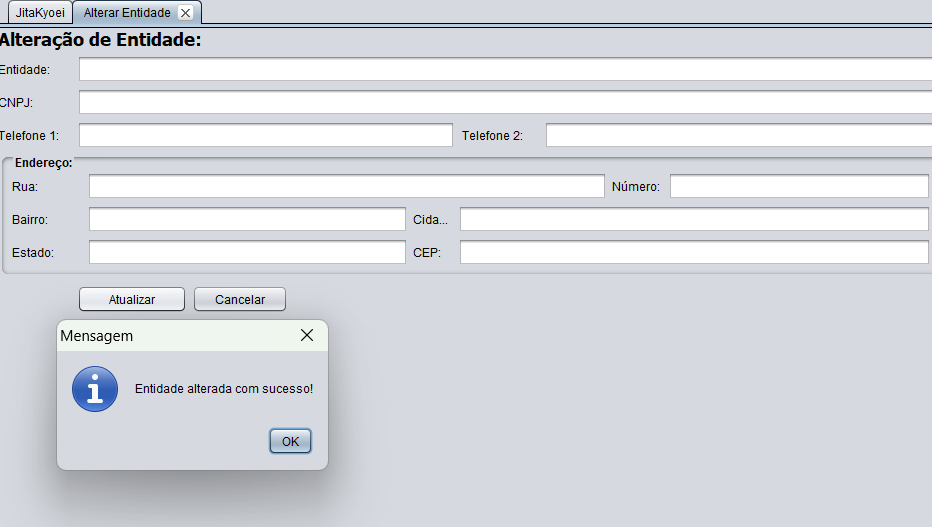 JitaKyoei Alterar Entidade
Alteração de Entidade:
Entidade:
CNPJ:
Telefone 1: Telefone 2:
Endereço:
Rua: Número:
Bairro: Cida...
Estado: CEP:
Atualizar Cancelar
Mensagem
Entidade alterada com sucesso!
OK